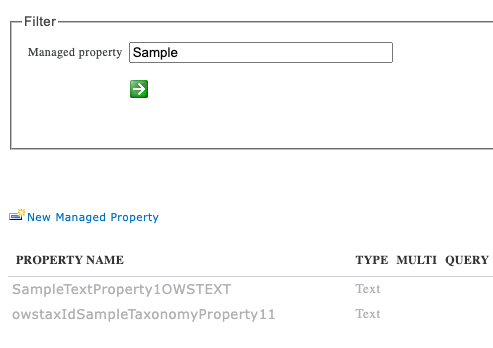 Filter
Managed property Sample
New Managed Property
PROPERTY NAME TYPE MULTI QUERY
SampleTextProperty1OWSTEXT Text
owstaxIdSampleTaxonomyProperty11 Text